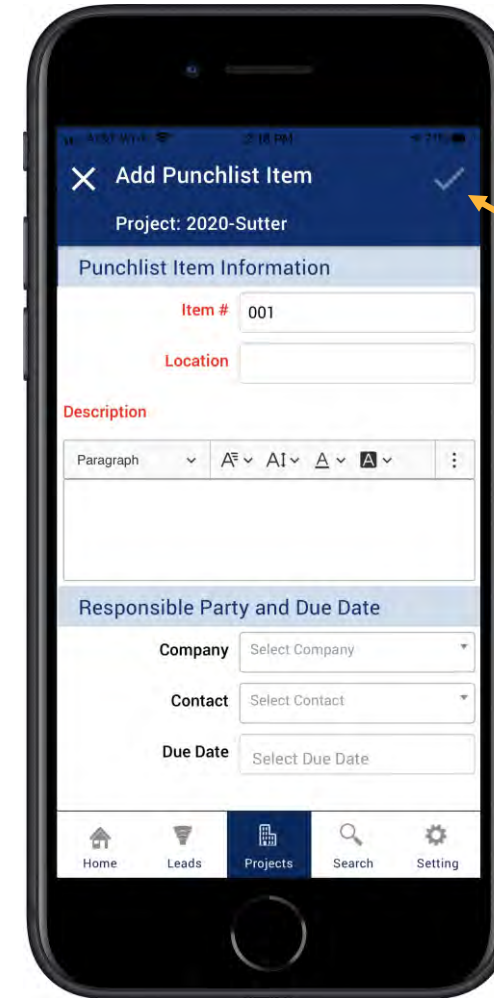 2:18 PM
Add Punchlist Item
Project: 2020-Sutter
Punchlist Item Information
Item # 001
Location
Description
Paragraph
Responsible Party and Due Date
Company Select Company
Contact Select Contact
Due Date Select Due Date
Home Leads Projects Search Setting